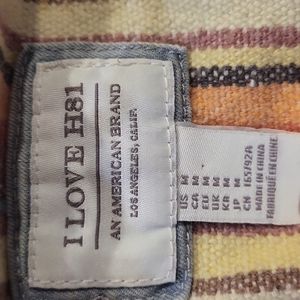 I LOVE H81
AN AMERICAN BRAND
LOS ANGELES, CALIF.
US M
CA M
EU M
UK M
KR M
JP M
CN 165/92A
MADE IN CHINA
FABRIQUÉ EN CHINE